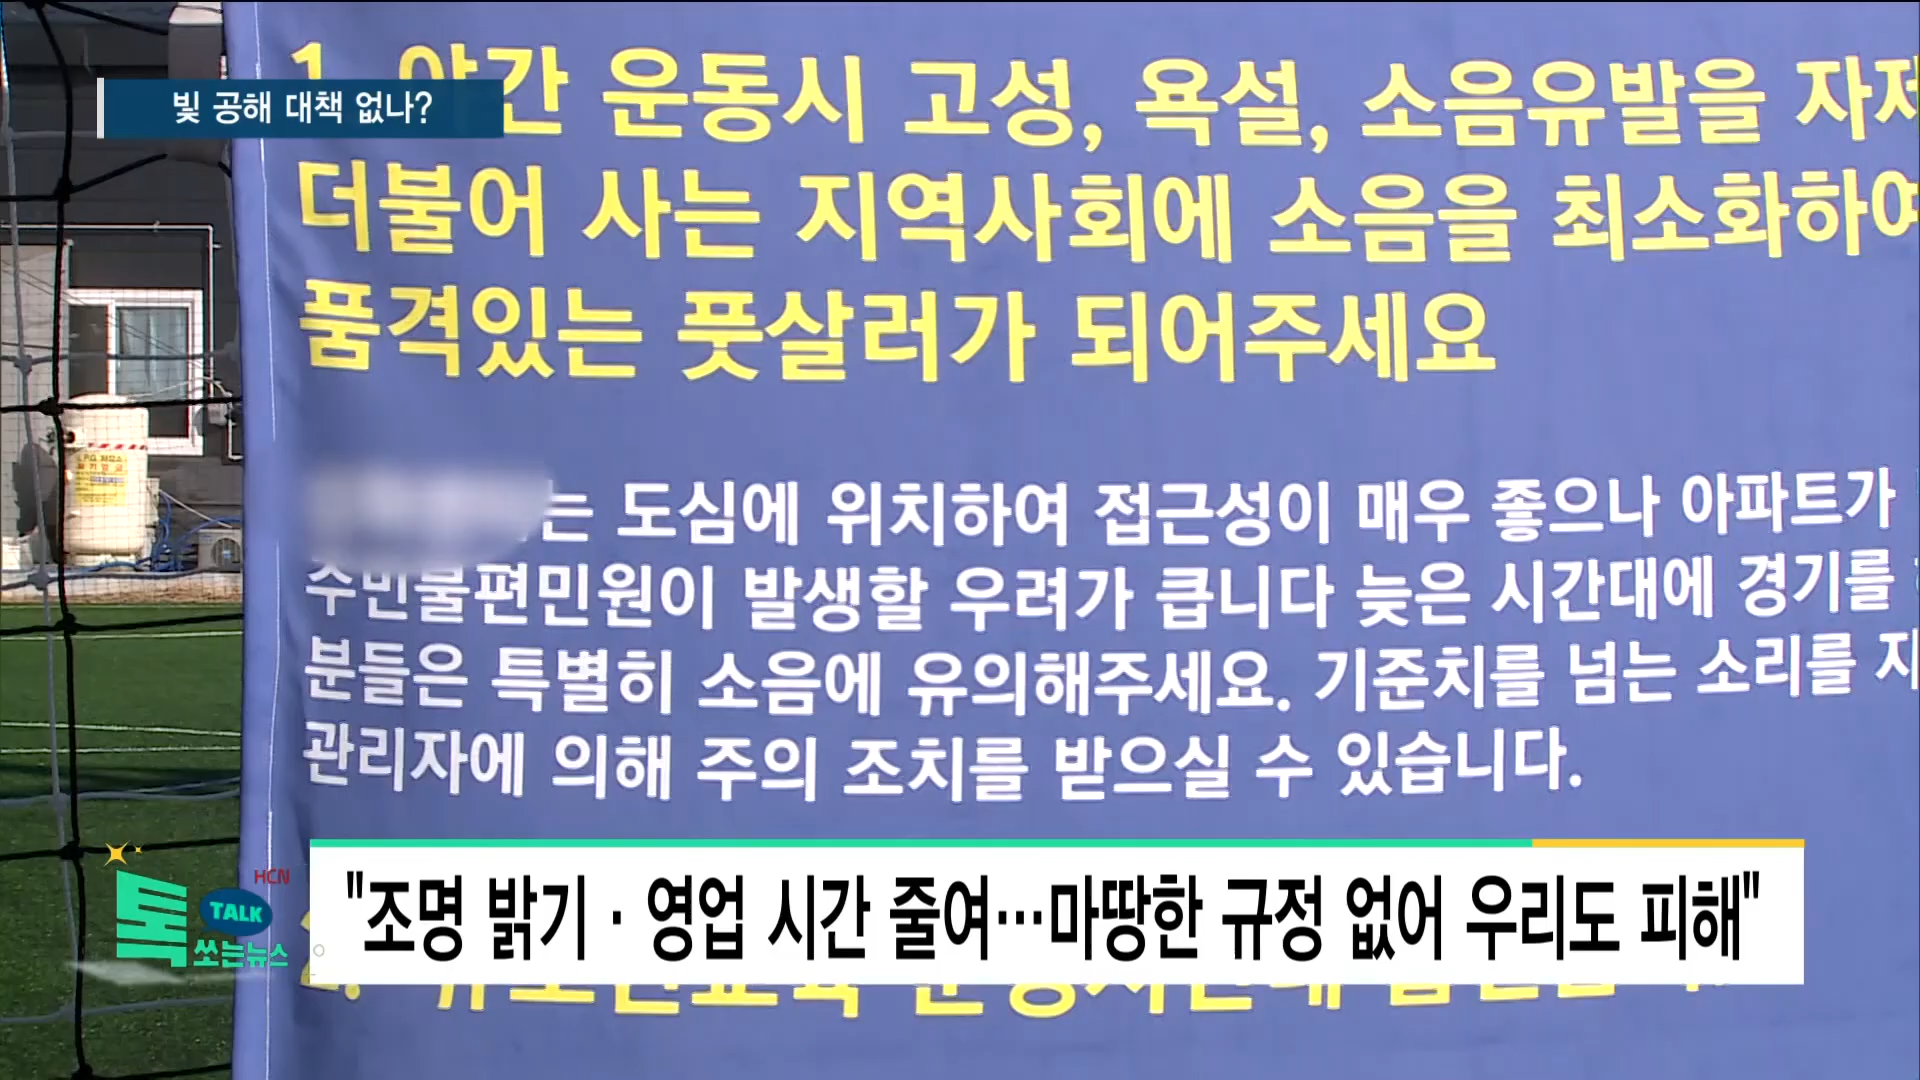 빛 공해 대책 없나?
1. 야간 운동시 고성, 욕설, 소음유발을 자제
더불어 사는 지역사회에 소음을 최소화하여
품격있는 풋살러가 되어주세요
는 도심에 위치하여 접근성이 매우 좋으나 아파트가
주민불편민원이 발생할 우려가 큽니다 늦은 시간대에 경기를
분들은 특별히 소음에 유의해주세요. 기준치를 넘는 소리를
관리자에 의해 주의 조치를 받으실 수 있습니다.
HCN
톡 TALK
쏘는뉴스
"조명 밝기 · 영업 시간 줄여…마땅한 규정 없어 우리도 피해"